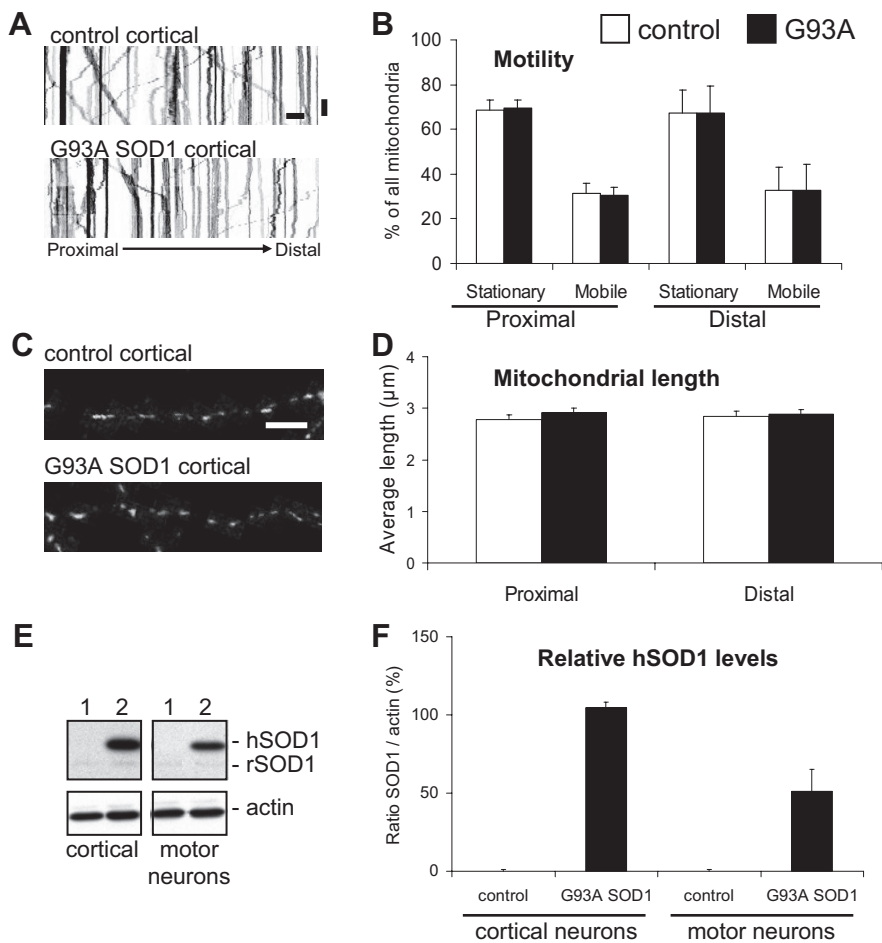 A
control cortical
G93A SOD1 cortical
Proximal Distal
B
control G93A
Motility
% of all mitochondria
100
80
60
40
20
0
Stationary Mobile Stationary Mobile
Proximal Distal
C
control cortical
G93A SOD1 cortical
D
Mitochondrial length
Average length (µm)
4
3
2
1
0
Proximal Distal
E
1 2 1 2
- hSOD1
- rSOD1
- actin
cortical motor
neurons
F
Relative hSOD1 levels
Ratio SOD1 / actin (%)
150
100
50
0
control G93A SOD1 control G93A SOD1
cortical neurons motor neurons